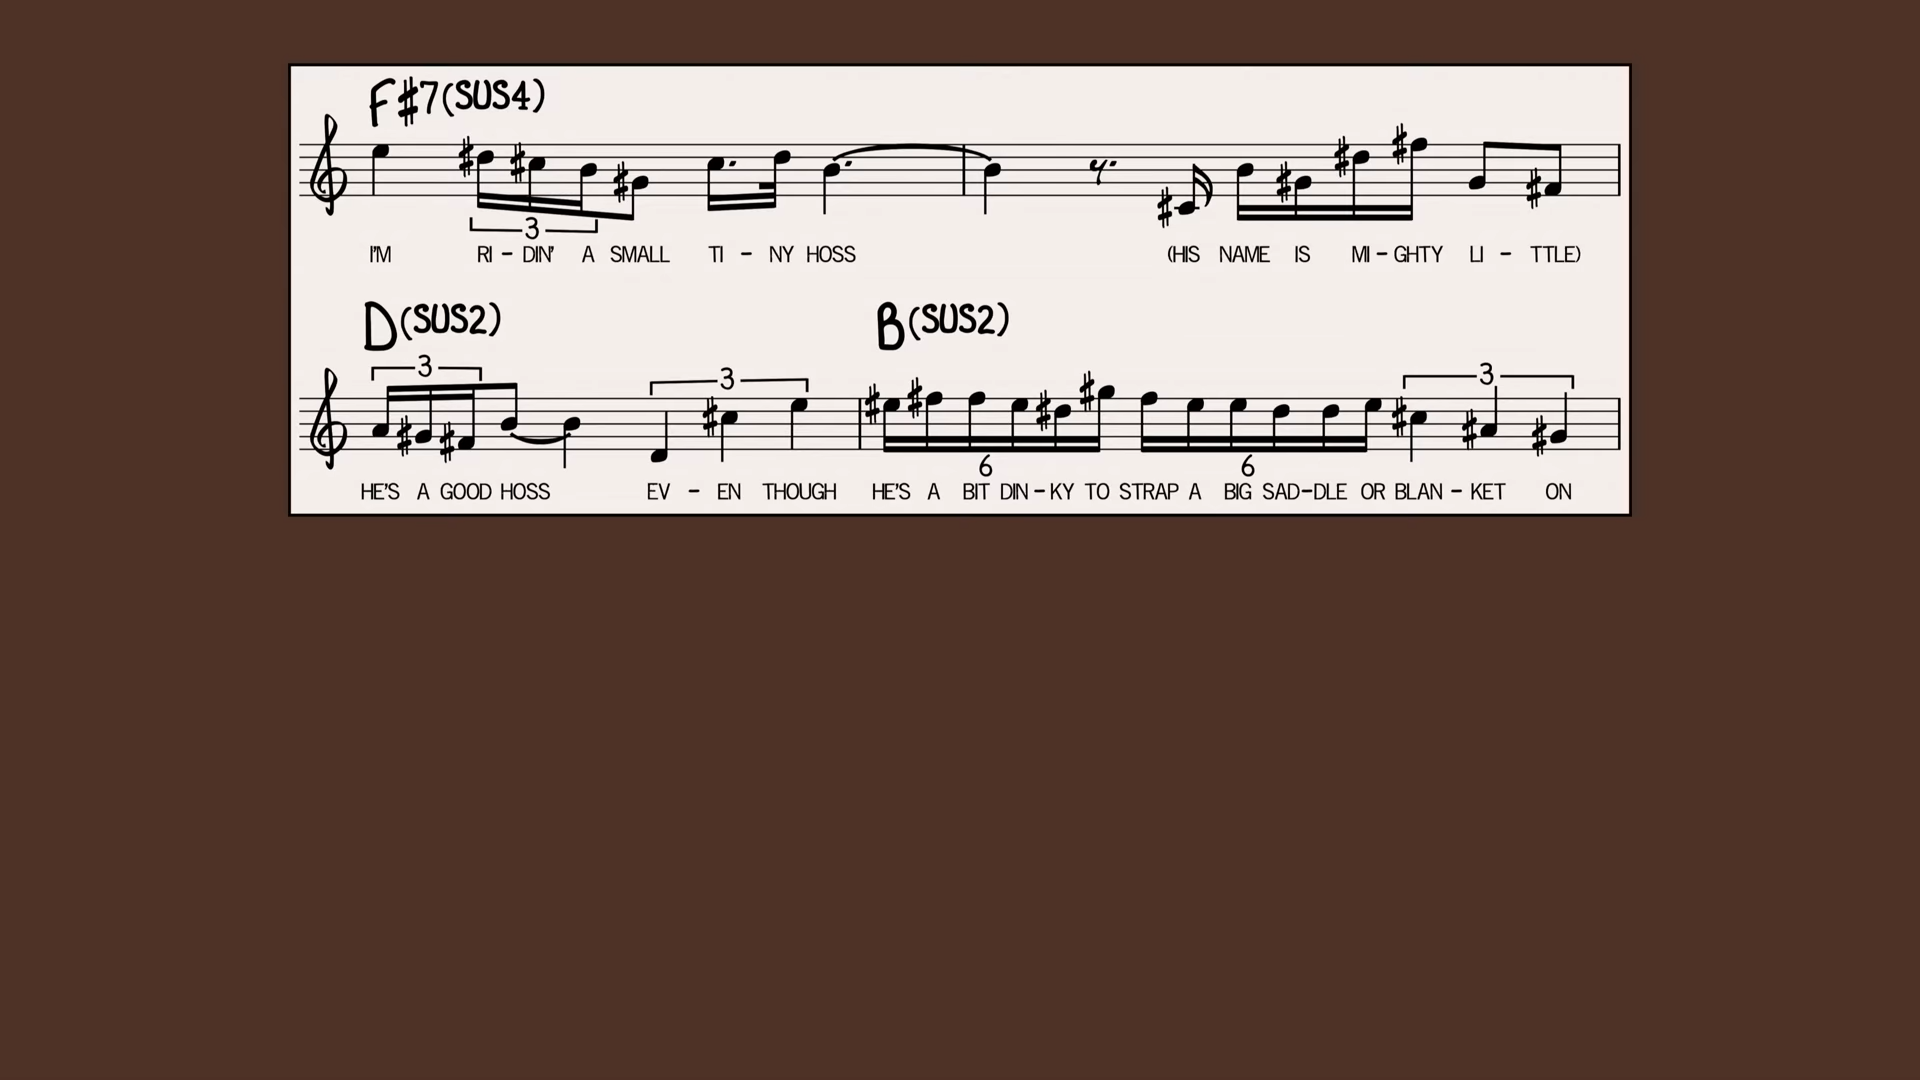 F#7(SUS4)
3
I'M RI - DIN' A SMALL TI - NY HOSS (HIS NAME IS MI - GHTY LI - TTLE)
D(SUS2) B(SUS2)
3 3 3
6 6
HE'S A GOOD HOSS EV - EN THOUGH HE'S A BIT DIN - KY TO STRAP A BIG SAD - DLE OR BLAN - KET ON